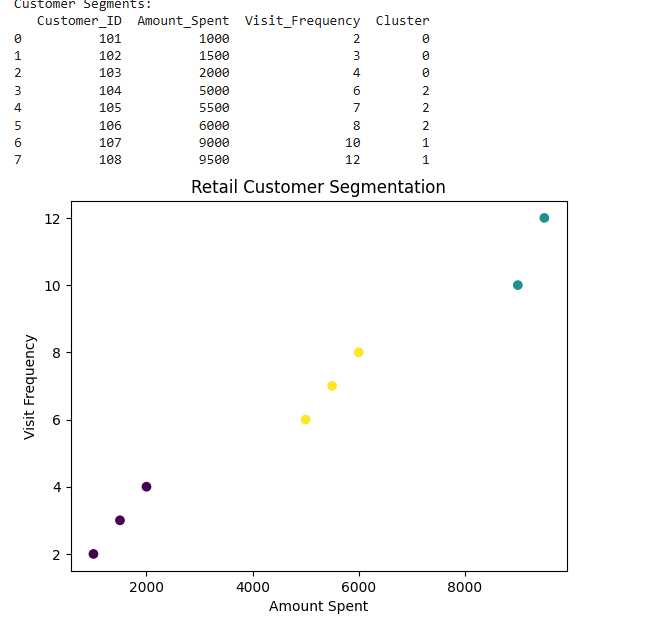 Customer Segments:
Customer_ID Amount_Spent Visit_Frequency Cluster
0 101 1000 2 0
1 102 1500 3 0
2 103 2000 4 0
3 104 5000 6 2
4 105 5500 7 2
5 106 6000 8 2
6 107 9000 10 1
7 108 9500 12 1
Retail Customer Segmentation
12
10
8
6
4
2
Visit Frequency
2000 4000 6000 8000
Amount Spent